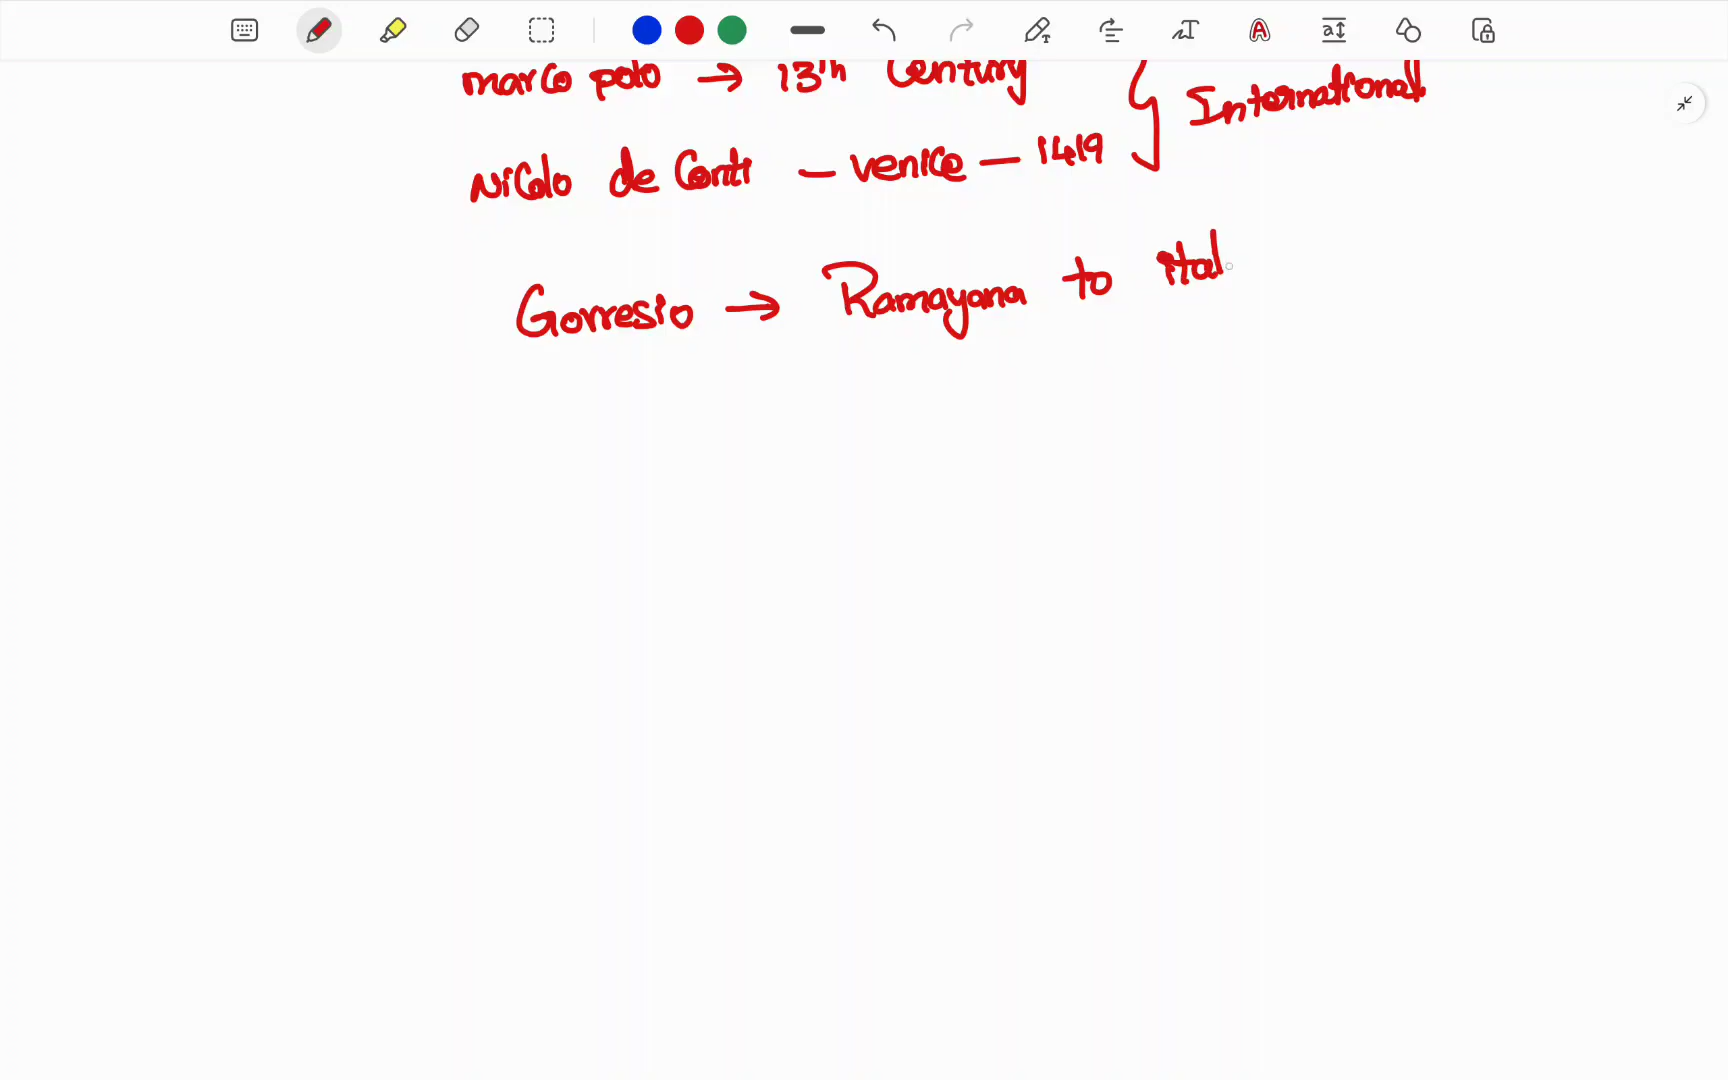 marco polo → 13th Century
International
Nicolo de Conti – venice – 1419
Gorresio → Ramayana to ital